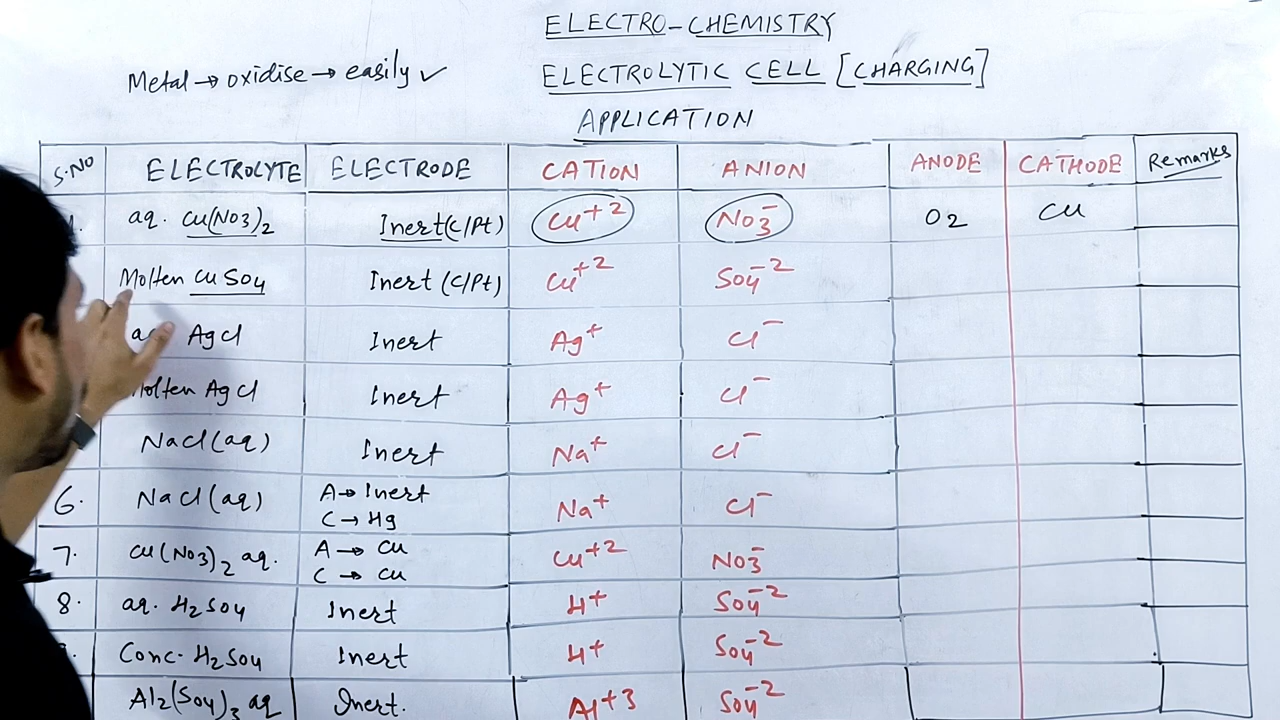 ELECTRO-CHEMISTRY
Metal → oxidise → easily ✓ ELECTROLYTIC CELL [CHARGING]
APPLICATION
S.NO ELECTROLYTE ELECTRODE CATION ANION ANODE CATHODE Remarks
aq. Cu(NO3)2 Inert(C/Pt) Cu+2 NO3- O2 Cu
Molten CuSO4 Inert (C/Pt) Cu+2 SO4-2
AgCl Inert Ag+ Cl-
Molten AgCl Inert Ag+ Cl-
NaCl(aq) Inert Na+ Cl-
6. NaCl(aq) A→Inert Na+ Cl-
C→Hg
7. Cu(NO3)2 aq. A → Cu Cu+2 NO3-
C → Cu
8. aq. H2SO4 Inert H+ SO4-2
Conc. H2SO4 Inert H+ SO4-2
Al2(SO4)3 aq Inert. Al+3 SO4-2